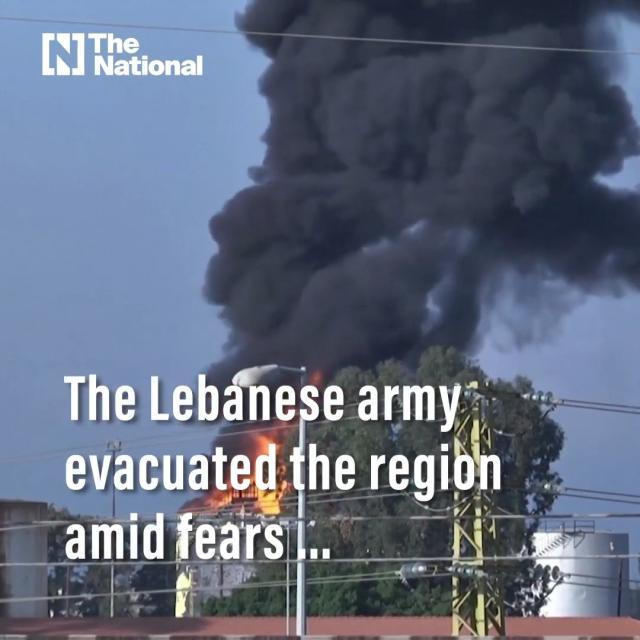 The
National
The Lebanese army
evacuated the region
amid fears ...